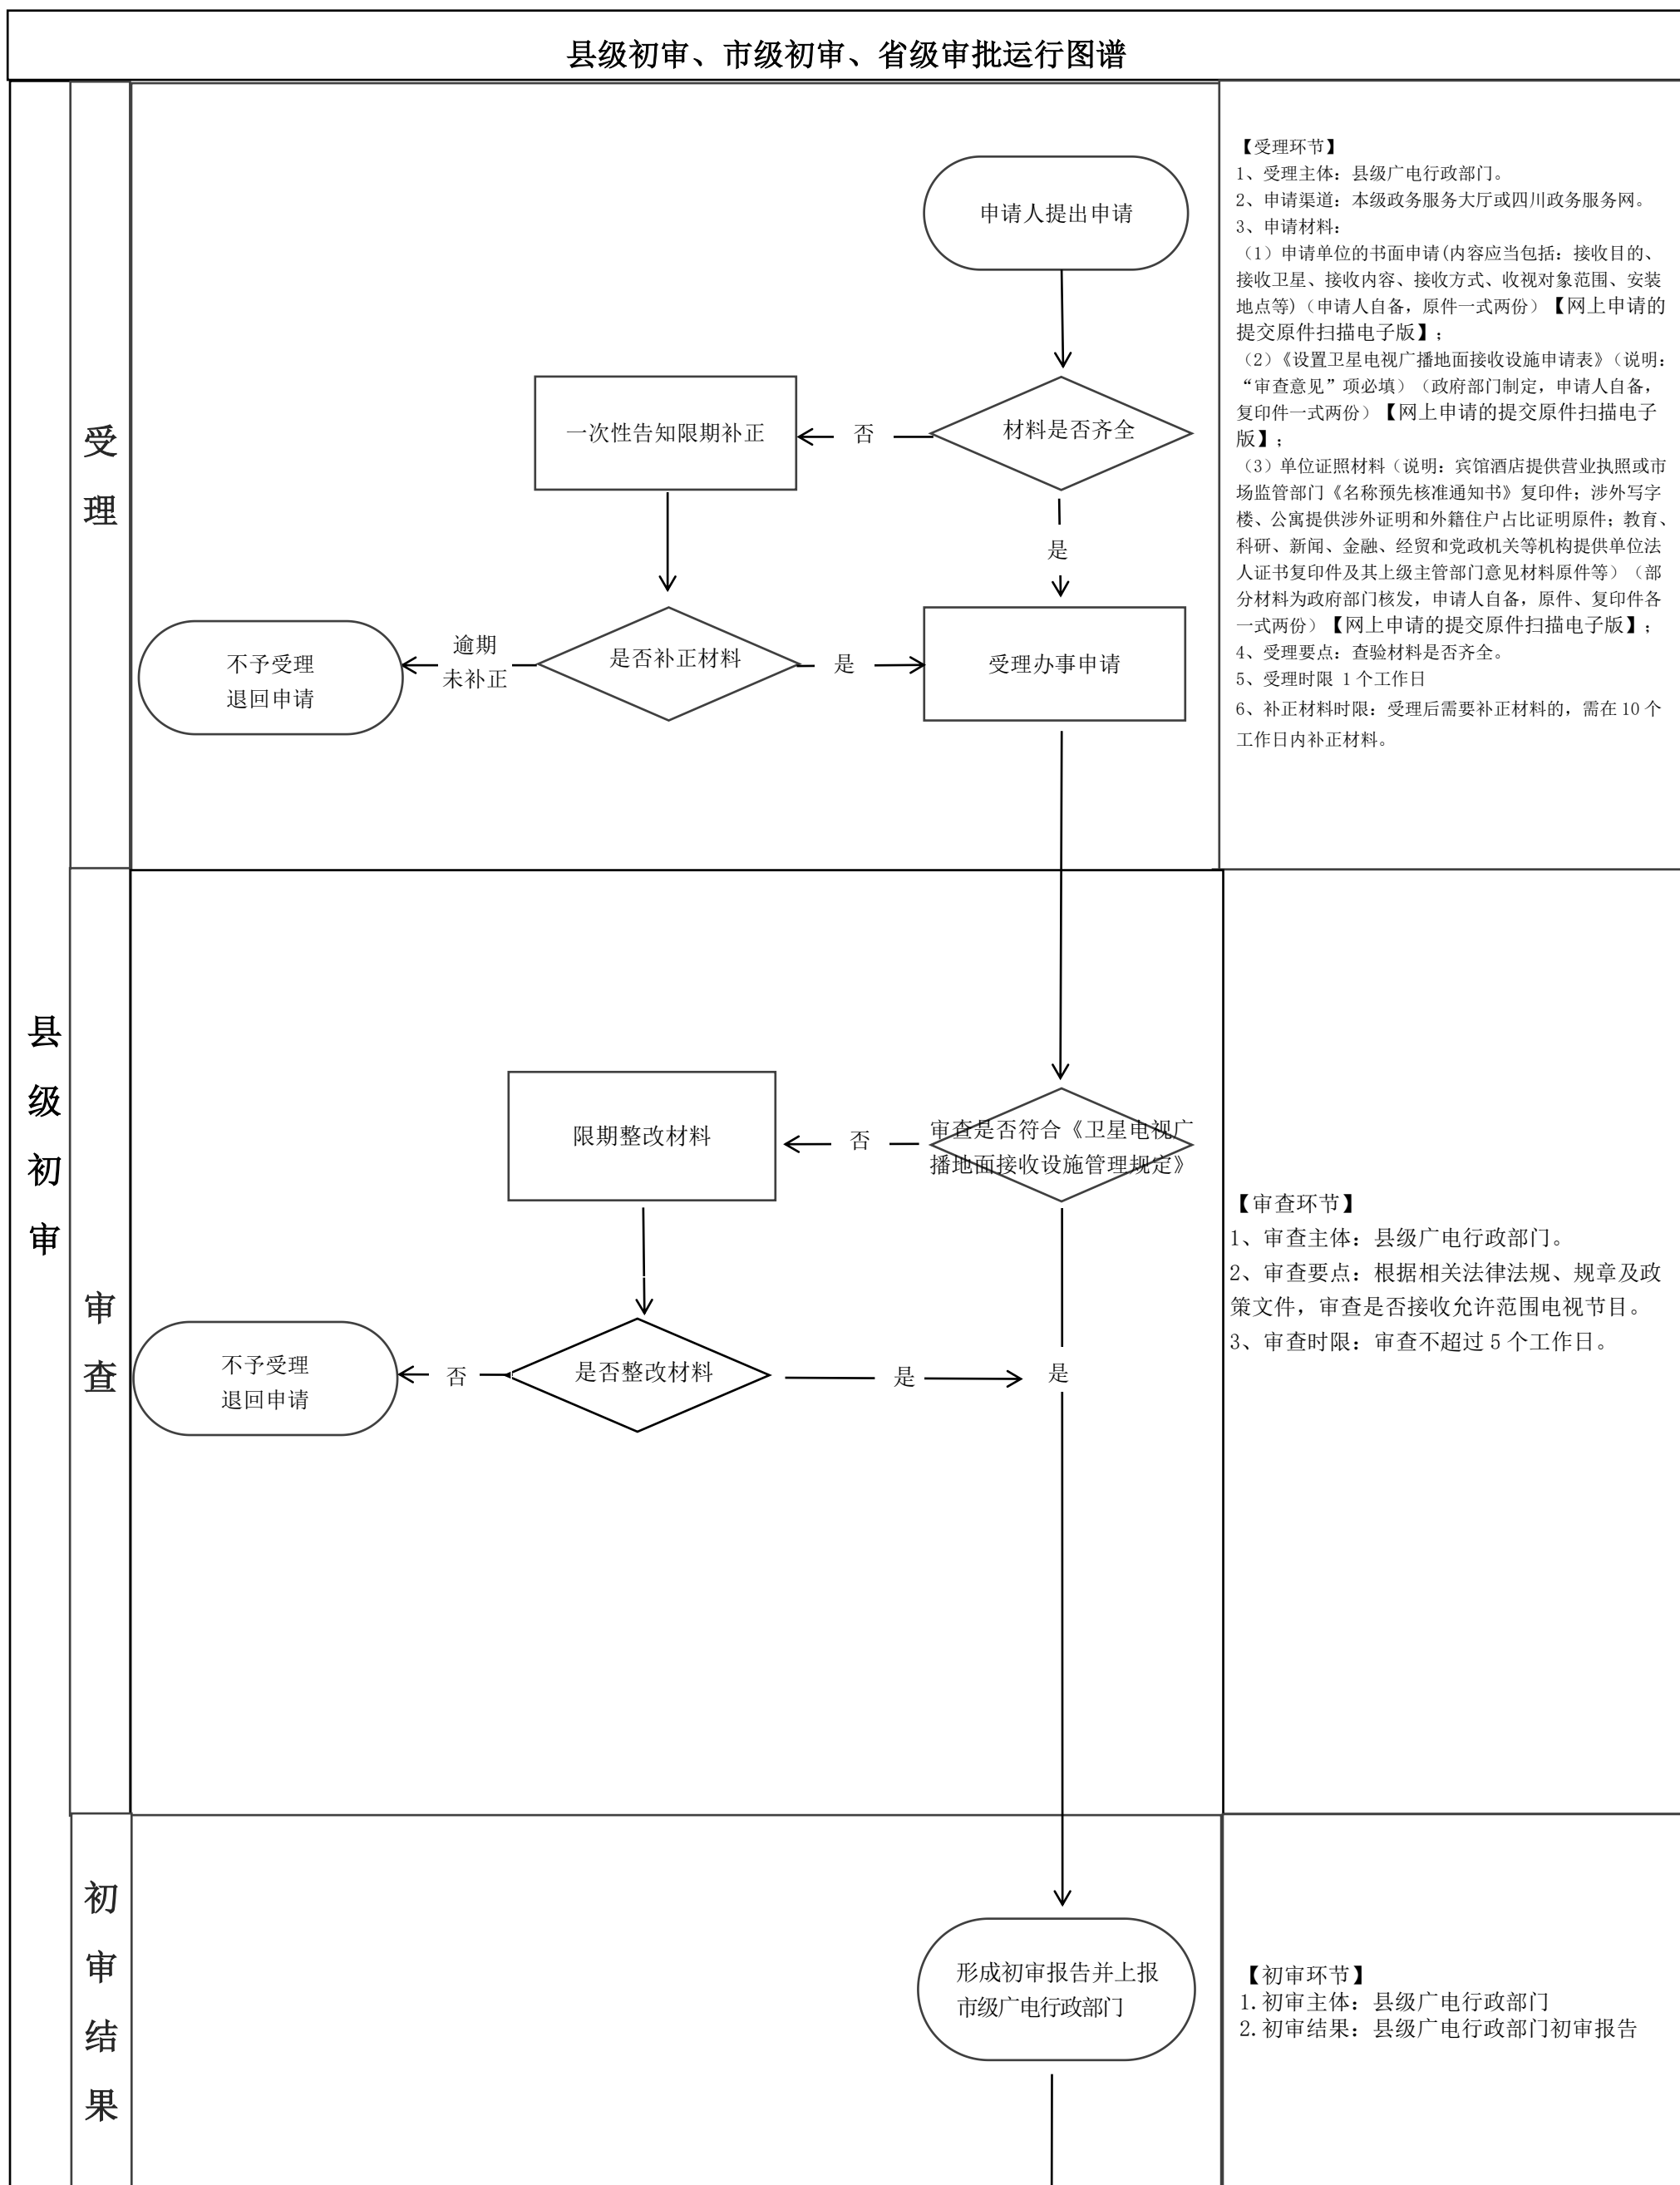 县级初审、市级初审、省级审批运行图谱
县级初审
受理
申请人提出申请
材料是否齐全
否
一次性告知限期补正
是
是否补正材料
逾期
未补正
不予受理
退回申请
是
受理办事申请
【受理环节】
1、受理主体：县级广电行政部门。
2、申请渠道：本级政务服务大厅或四川政务服务网。
3、申请材料：
（1）申请单位的书面申请(内容应当包括：接收目的、
接收卫星、接收内容、接收方式、收视对象范围、安装
地点等)（申请人自备，原件一式两份）【网上申请的
提交原件扫描电子版】；
（2）《设置卫星电视广播地面接收设施申请表》（说明：
“审查意见”项必填）（政府部门制定，申请人自备，
复印件一式两份）【网上申请的提交原件扫描电子
版】；
（3）单位证照材料（说明：宾馆酒店提供营业执照或市
场监管部门《名称预先核准通知书》复印件；涉外写字
楼、公寓提供涉外证明和外籍住户占比证明原件；教育、
科研、新闻、金融、经贸和党政机关等机构提供单位法
人证书复印件及其上级主管部门意见材料原件等）（部
分材料为政府部门核发，申请人自备，原件、复印件各
一式两份）【网上申请的提交原件扫描电子版】；
4、受理要点：查验材料是否齐全。
5、受理时限 1 个工作日
6、补正材料时限：受理后需要补正材料的，需在 10 个
工作日内补正材料。
审查
审查是否符合《卫星电视广
播地面接收设施管理规定》
否
限期整改材料
是否整改材料
否
不予受理
退回申请
是
是
【审查环节】
1、审查主体：县级广电行政部门。
2、审查要点：根据相关法律法规、规章及政
策文件，审查是否接收允许范围电视节目。
3、审查时限：审查不超过 5 个工作日。
初审结果
形成初审报告并上报
市级广电行政部门
【初审环节】
1.初审主体：县级广电行政部门
2.初审结果：县级广电行政部门初审报告